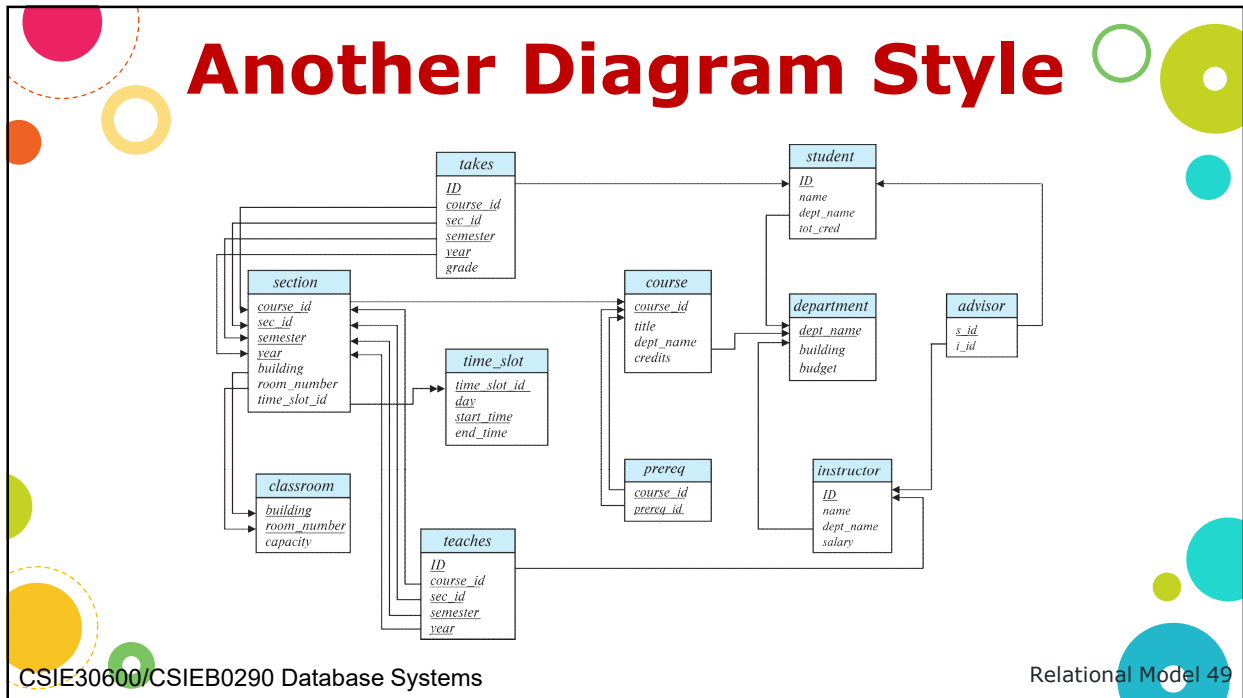 Another Diagram Style
takes
ID
course_id
sec_id
semester
year
grade
student
ID
name
dept_name
tot_cred
section
course_id
sec_id
semester
year
building
room_number
time_slot_id
course
course_id
title
dept_name
credits
department
dept_name
building
budget
advisor
s_id
i_id
time_slot
time_slot_id
day
start_time
end_time
prereq
course_id
prereq_id
instructor
ID
name
dept_name
salary
classroom
building
room_number
capacity
teaches
ID
course_id
sec_id
semester
year
CSIE30600/CSIEB0290 Database Systems
Relational Model 49